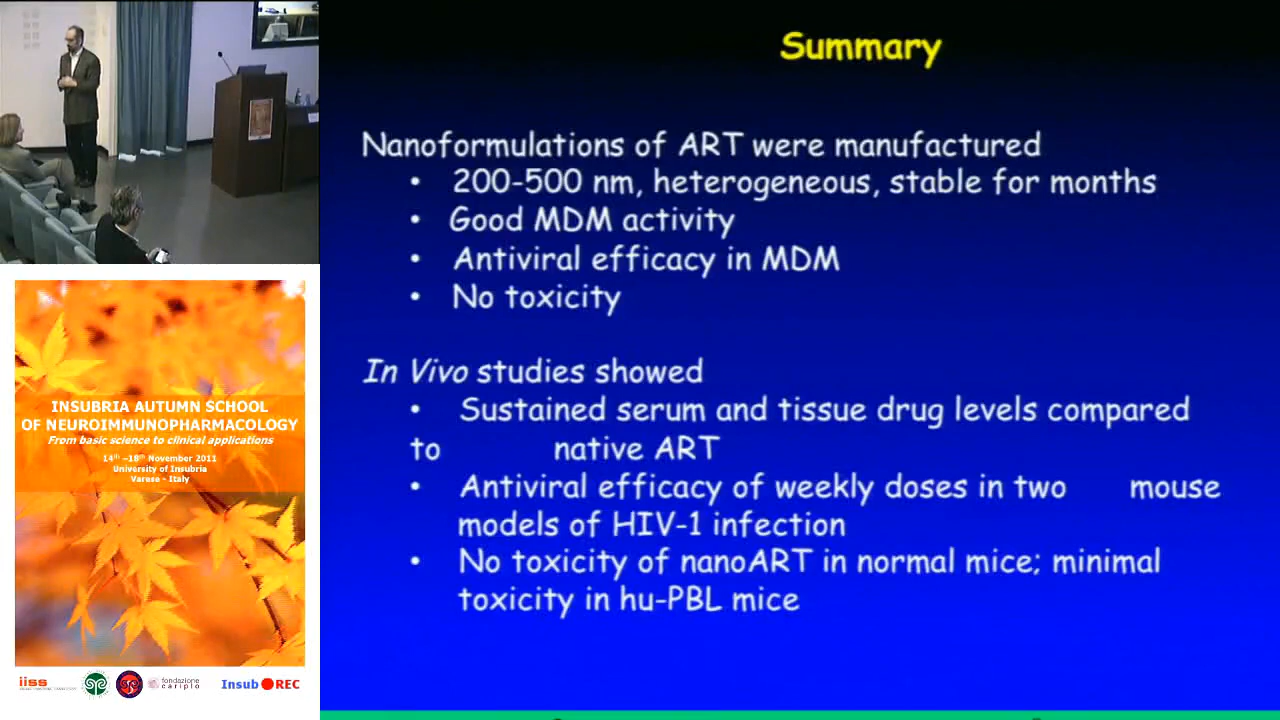 Summary
Nanoformulations of ART were manufactured
• 200-500 nm, heterogeneous, stable for months
• Good MDM activity
• Antiviral efficacy in MDM
• No toxicity
In Vivo studies showed
• Sustained serum and tissue drug levels compared
to native ART
• Antiviral efficacy of weekly doses in two mouse
models of HIV-1 infection
• No toxicity of nanoART in normal mice; minimal
toxicity in hu-PBL mice
INSUBRIA AUTUMN SCHOOL
OF NEUROIMMUNOPHARMACOLOGY
From basic science to clinical applications
14th -18th November 2011
University of Insubria
Varese - Italy
iiss
fondazione
cariplo
Insub REC